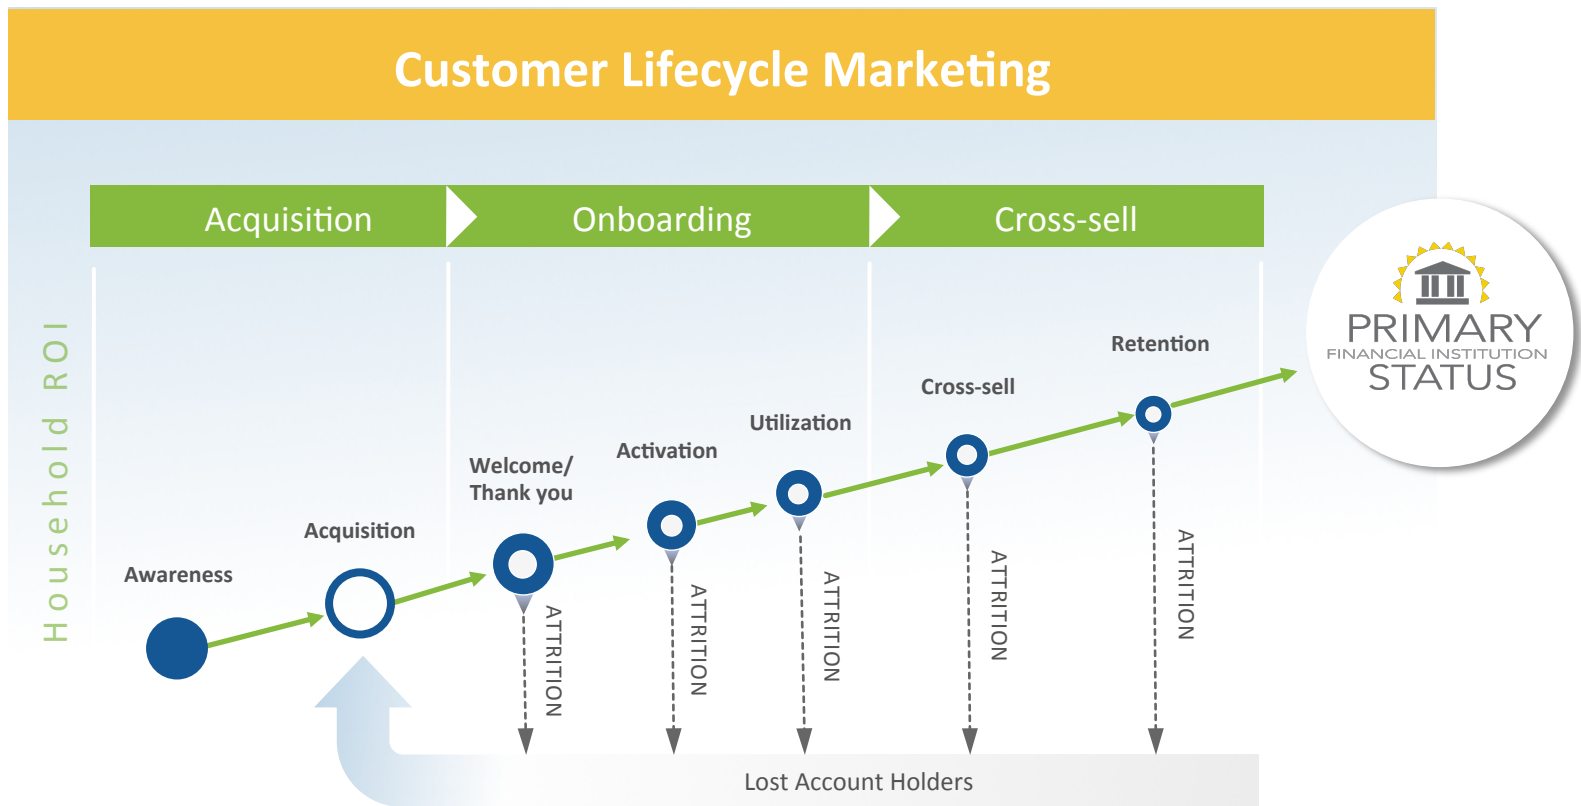 Customer Lifecycle Marketing
Acquisition
Onboarding
Cross-sell
Household ROI
Awareness
Acquisition
Welcome/
Thank you
Activation
Utilization
Cross-sell
Retention
PRIMARY
FINANCIAL INSTITUTION
STATUS
ATTRITION
ATTRITION
ATTRITION
ATTRITION
ATTRITION
Lost Account Holders